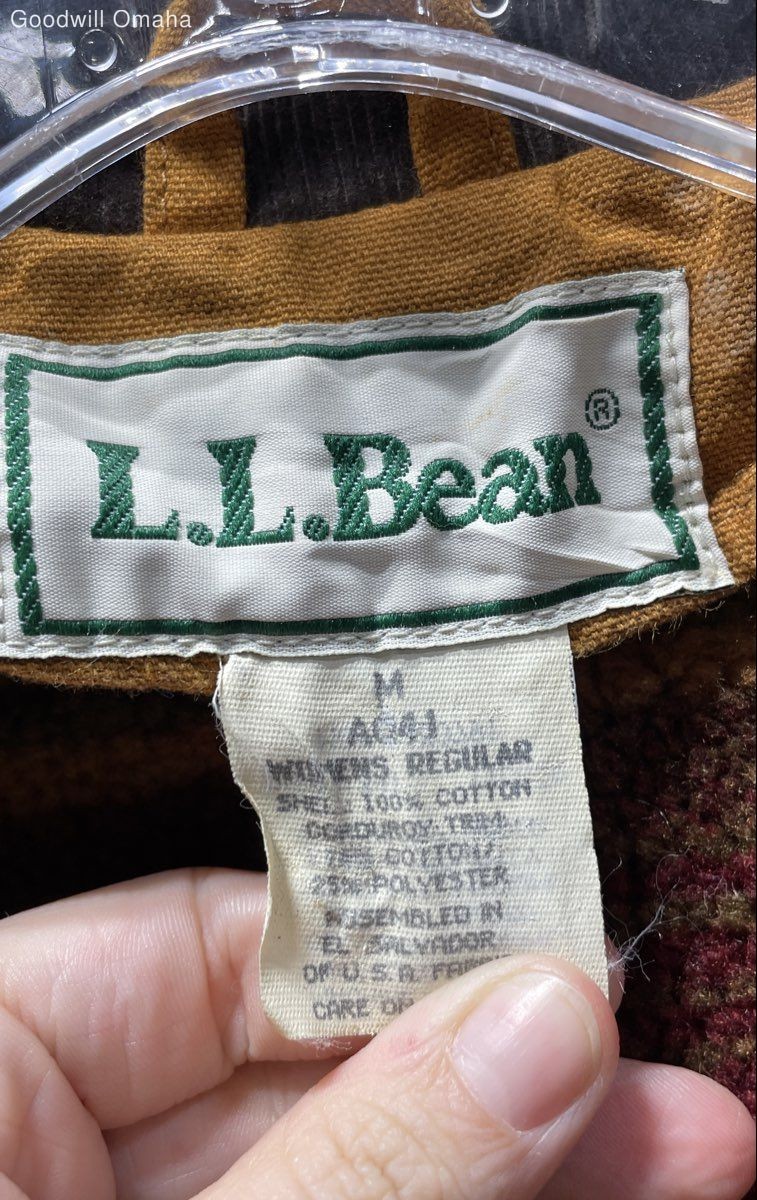 Goodwill Omaha
L.L.Bean®
M
AQ41
WOMENS REGULAR
SHELL 100% COTTON
CORDUROY TRIM
75% COTTON/
25% POLYESTER
ASSEMBLED IN
EL SALVADOR
OF U.S.A. FABRIC
CARE ON